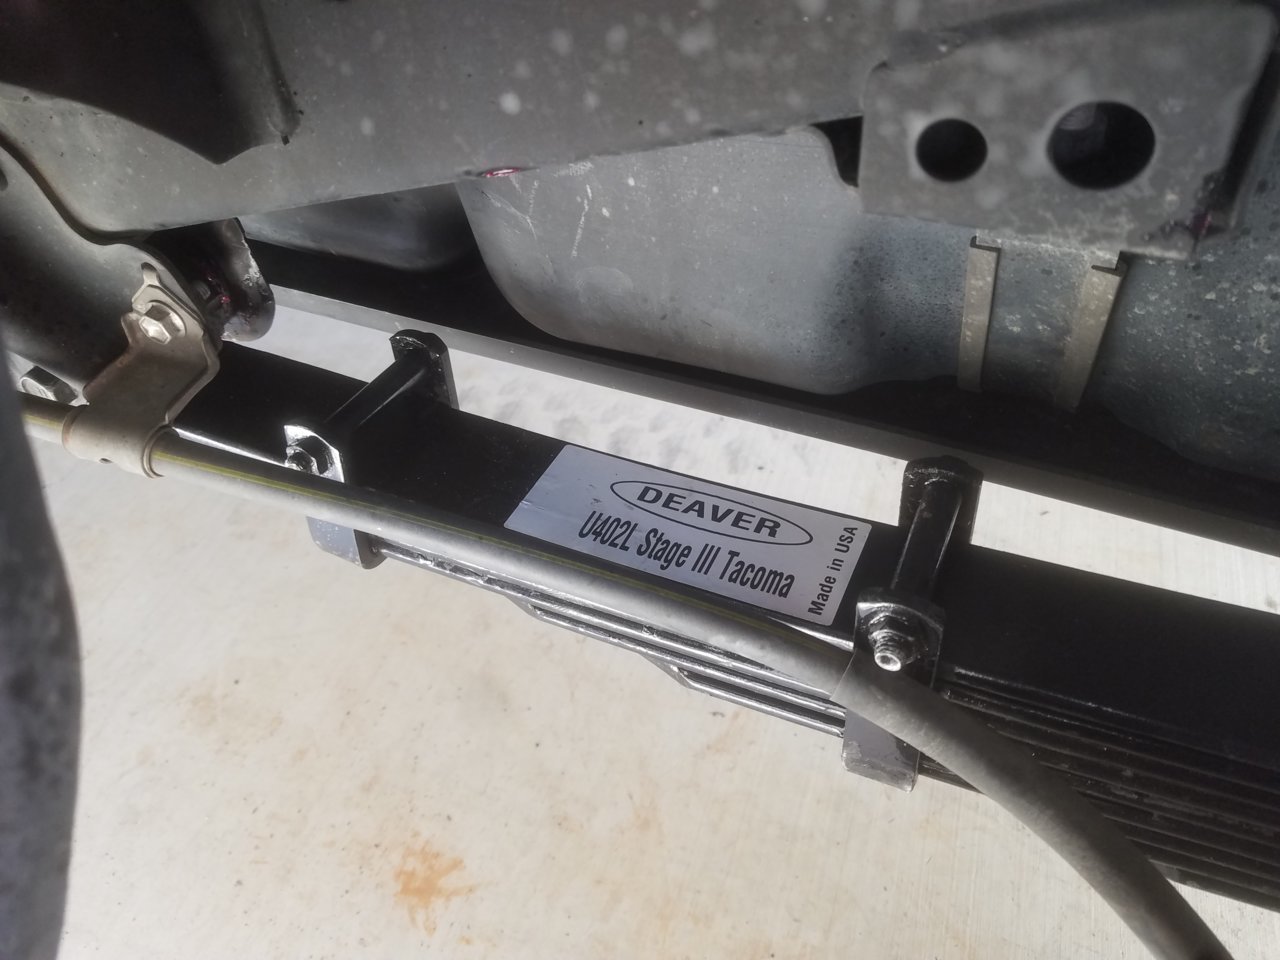 DEAVER
U402L Stage III Tacoma
Made in USA